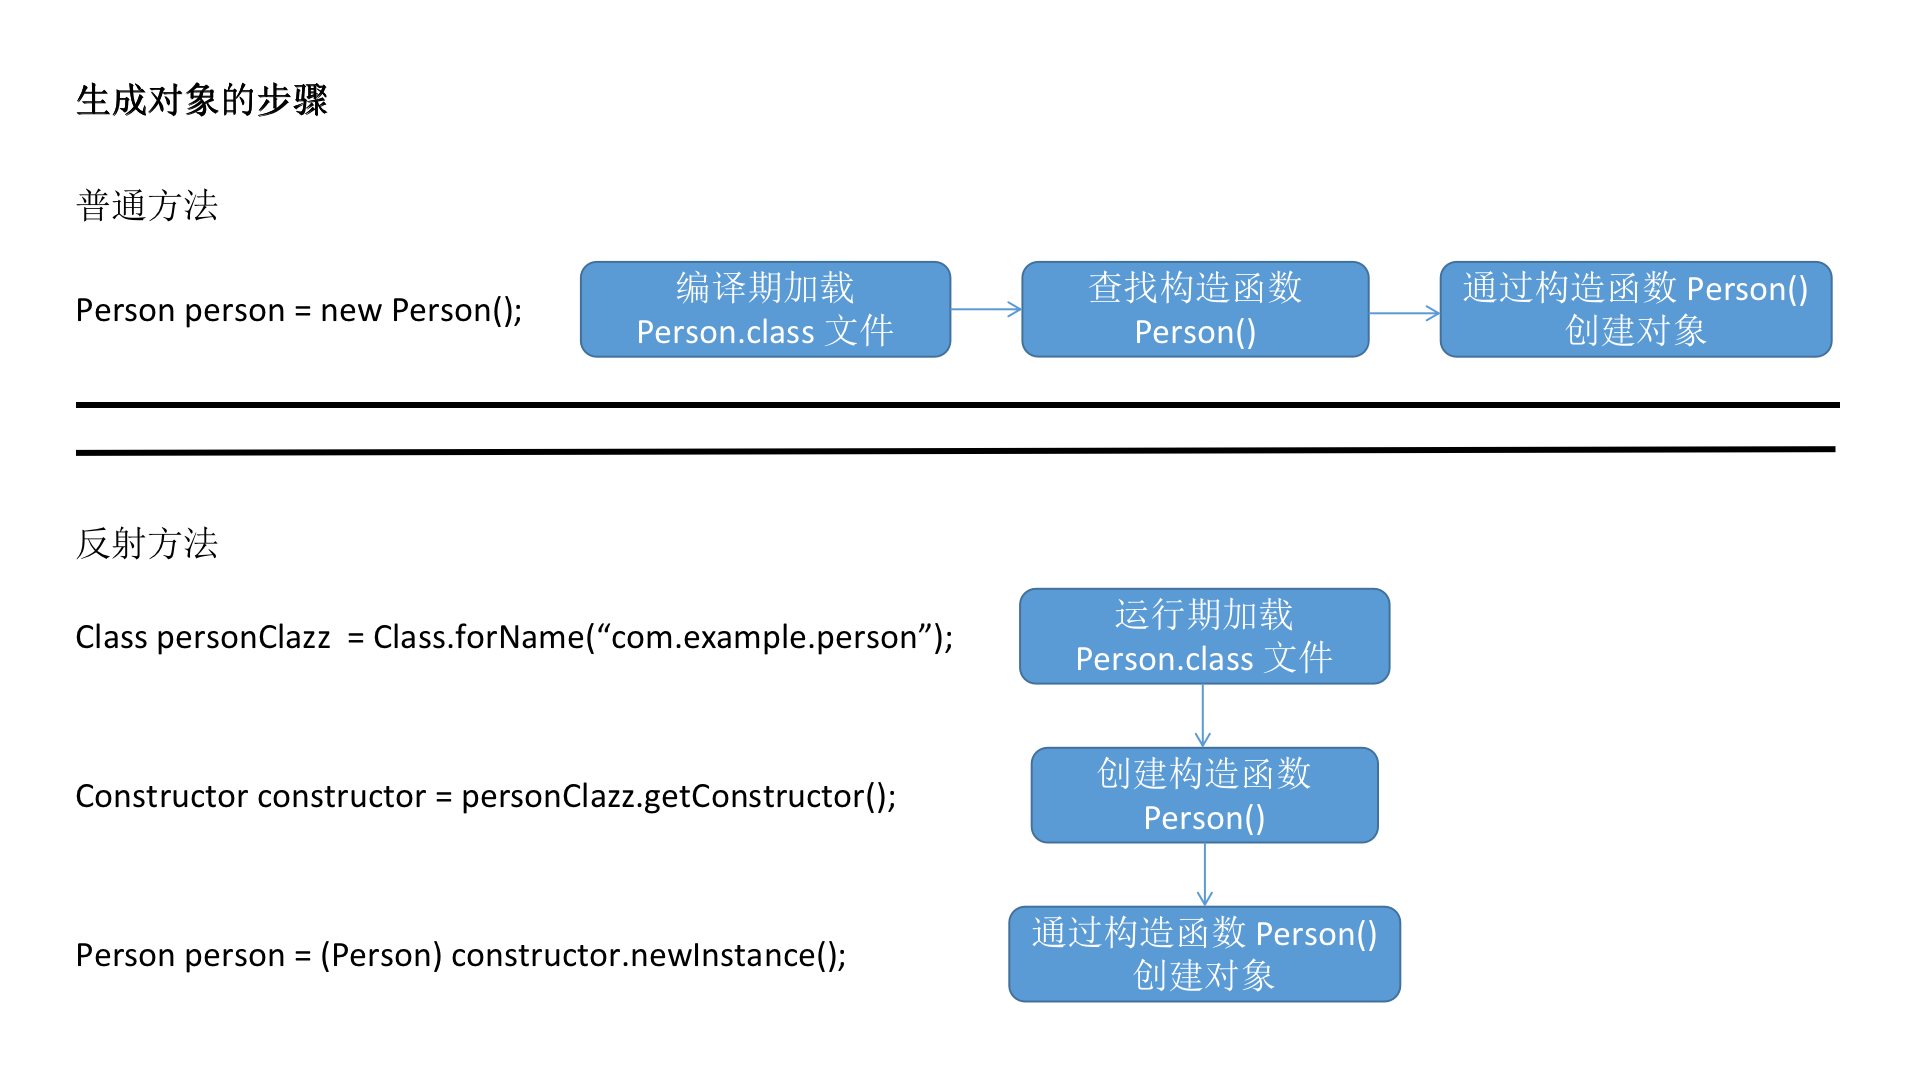 生成对象的步骤
普通方法
Person person = new Person();
编译期加载
Person.class 文件
查找构造函数
Person()
通过构造函数 Person()
创建对象
反射方法
Class personClazz  = Class.forName(“com.example.person”);
运行期加载
Person.class 文件
Constructor constructor = personClazz.getConstructor();
创建构造函数
Person()
Person person = (Person) constructor.newInstance();
通过构造函数 Person()
创建对象